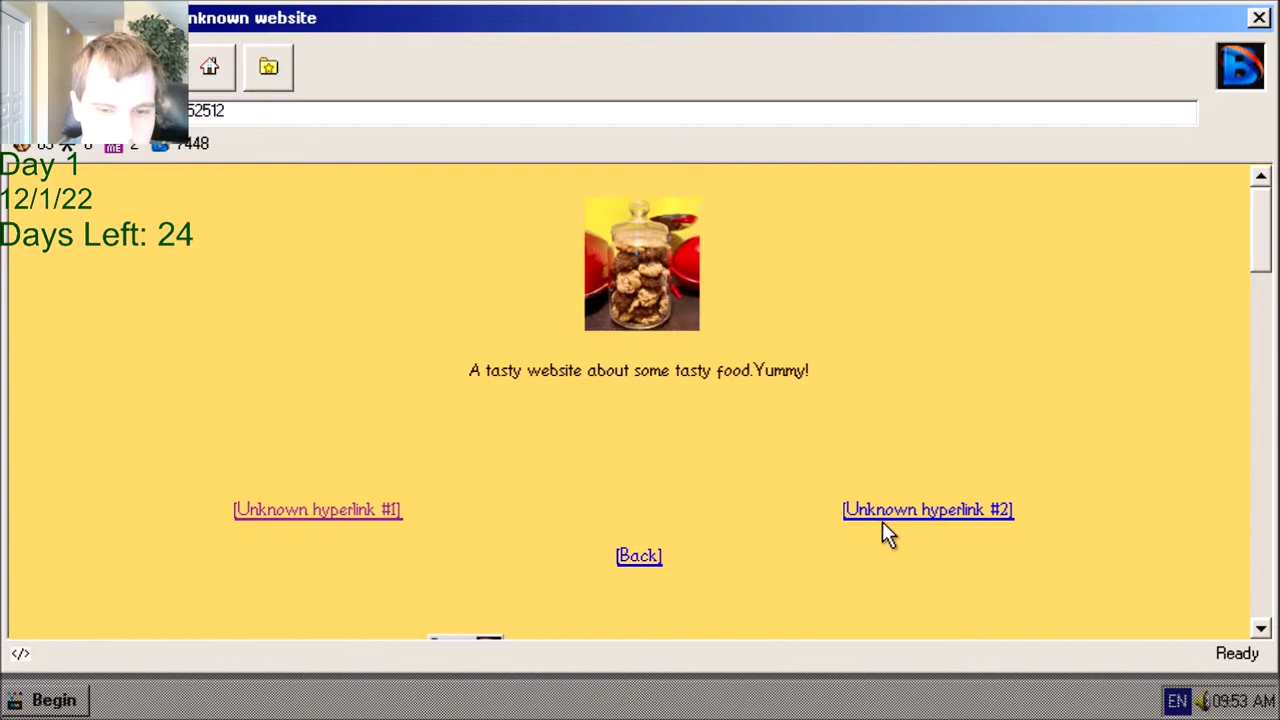 nknown website
52512
2
7448
Day 1
12/1/22
Days Left: 24
A tasty website about some tasty food.Yummy!
[Unknown hyperlink #1]
[Unknown hyperlink #2]
[Back]
</>
Ready
Begin
EN
09:53 AM